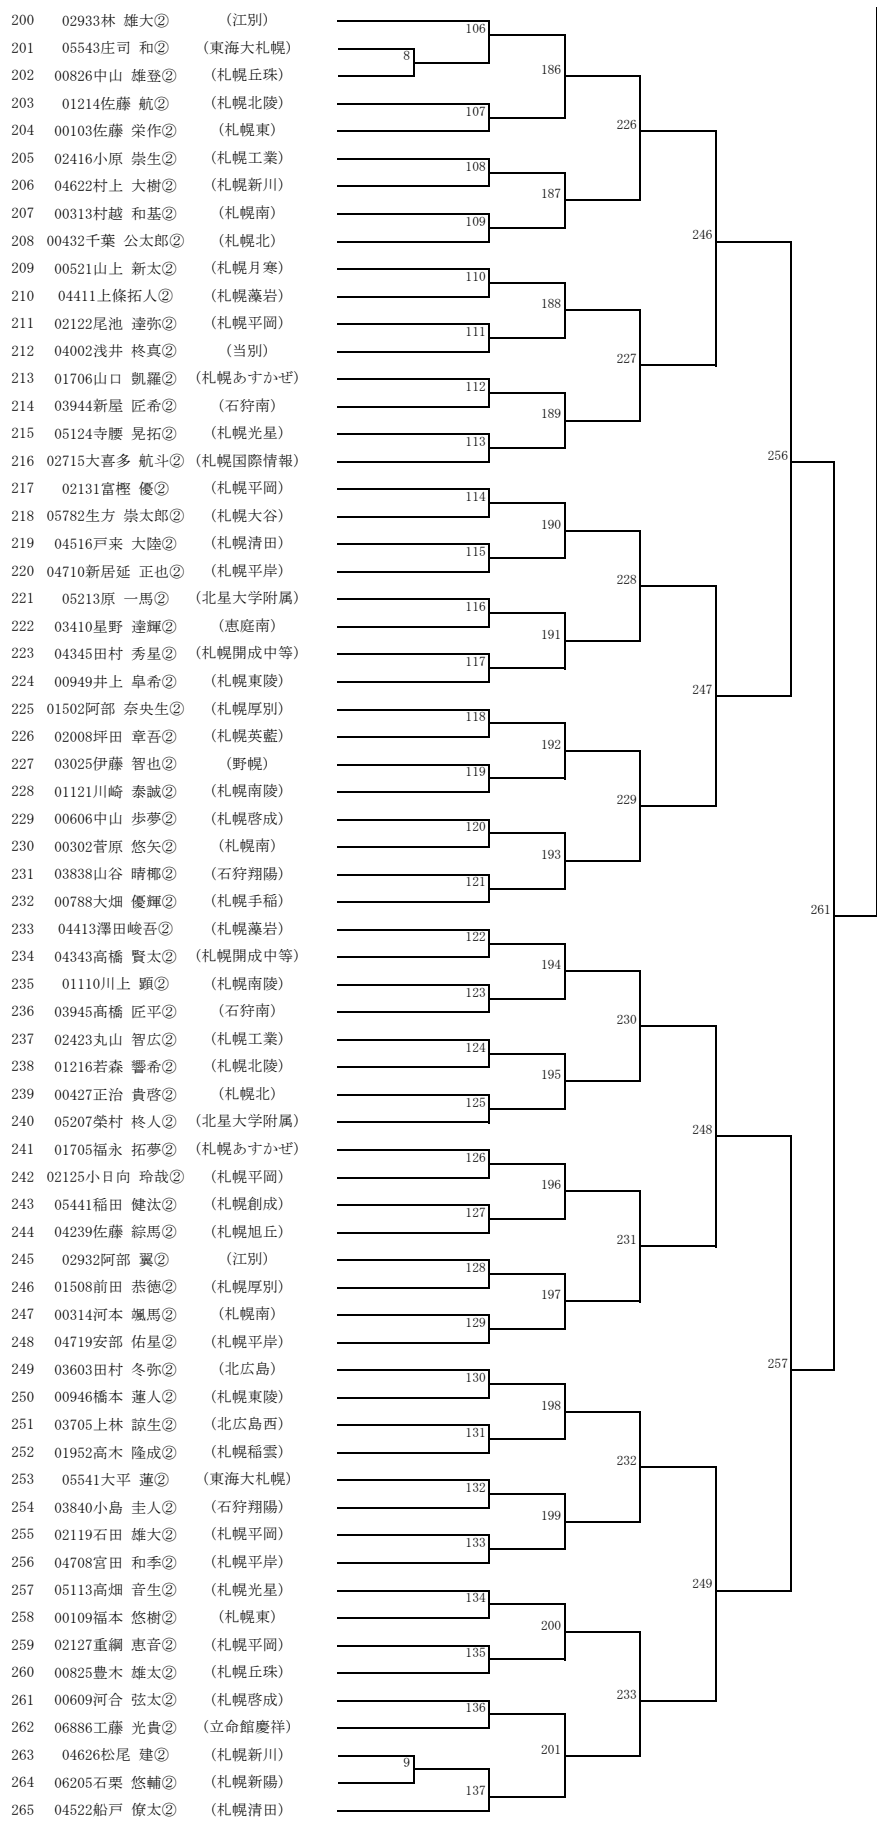 200 02933林 雄大② (江別)
201 05543庄司 和② (東海大札幌)
202 00826中山 雄登② (札幌丘珠)
203 01214佐藤 航② (札幌北陵)
204 00103佐藤 栄作② (札幌東)
205 02416小原 崇生② (札幌工業)
206 04622村上 大樹② (札幌新川)
207 00313村越 和基② (札幌南)
208 00432千葉 公太郎② (札幌北)
209 00521山上 新太② (札幌月寒)
210 04411上條拓人② (札幌藻岩)
211 02122尾池 達弥② (札幌平岡)
212 04002浅井 柊真② (当別)
213 01706山口 凱羅② (札幌あすかぜ)
214 03944新屋 匠希② (石狩南)
215 05124寺腰 晃拓② (札幌光星)
216 02715大喜多 航斗② (札幌国際情報)
217 02131富樫 優② (札幌平岡)
218 05782生方 崇太郎② (札幌大谷)
219 04516戸来 大陸② (札幌清田)
220 04710新居延 正也② (札幌平岸)
221 05213原 一馬② (北星大学附属)
222 03410星野 達輝② (恵庭南)
223 04345田村 秀星② (札幌開成中等)
224 00949井上 皐希② (札幌東陵)
225 01502阿部 奈央生② (札幌厚別)
226 02008坪田 章吾② (札幌英藍)
227 03025伊藤 智也② (野幌)
228 01121川崎 泰誠② (札幌南陵)
229 00606中山 歩夢② (札幌啓成)
230 00302菅原 悠矢② (札幌南)
231 03838山谷 晴椰② (石狩翔陽)
232 00788大畑 優輝② (札幌手稲)
233 04413澤田峻吾② (札幌藻岩)
234 04343高橋 賢太② (札幌開成中等)
235 01110川上 顕② (札幌南陵)
236 03945髙橋 匠平② (石狩南)
237 02423丸山 智広② (札幌工業)
238 01216若森 響希② (札幌北陵)
239 00427正治 貴啓② (札幌北)
240 05207榮村 柊人② (北星大学附属)
241 01705福永 拓夢② (札幌あすかぜ)
242 02125小日向 玲哉② (札幌平岡)
243 05441稲田 健汰② (札幌創成)
244 04239佐藤 綜馬② (札幌旭丘)
245 02932阿部 翼② (江別)
246 01508前田 恭徳② (札幌厚別)
247 00314河本 颯馬② (札幌南)
248 04719安部 佑星② (札幌平岸)
249 03603田村 冬弥② (北広島)
250 00946橋本 蓮人② (札幌東陵)
251 03705上林 諒生② (北広島西)
252 01952高木 隆成② (札幌稲雲)
253 05541大平 蓮② (東海大札幌)
254 03840小島 圭人② (石狩翔陽)
255 02119石田 雄大② (札幌平岡)
256 04708宮田 和季② (札幌平岸)
257 05113高畑 音生② (札幌光星)
258 00109福本 悠樹② (札幌東)
259 02127重綱 恵音② (札幌平岡)
260 00825豊木 雄太② (札幌丘珠)
261 00609河合 弦太② (札幌啓成)
262 06886工藤 光貴② (立命館慶祥)
263 04626松尾 建② (札幌新川)
264 06205石栗 悠輔② (札幌新陽)
265 04522船戸 僚太② (札幌清田)
8
9
106
107
108
109
110
111
112
113
114
115
116
117
118
119
120
121
122
123
124
125
126
127
128
129
130
131
132
133
134
135
136
137
186
187
188
189
190
191
192
193
194
195
196
197
198
199
200
201
226
227
228
229
230
231
232
233
246
247
248
249
256
257
261